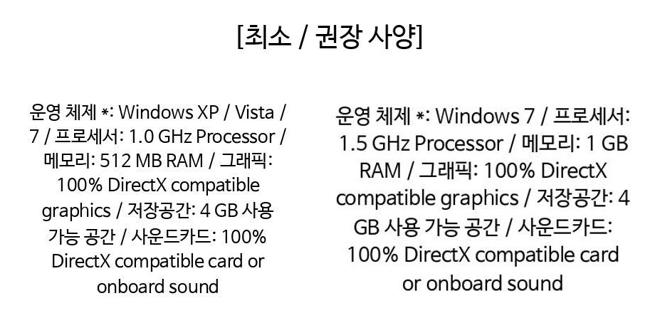 [최소 / 권장 사양]
운영 체제 *: Windows XP / Vista /
7 / 프로세서: 1.0 GHz Processor /
메모리: 512 MB RAM / 그래픽:
100% DirectX compatible
graphics / 저장공간: 4 GB 사용
가능 공간 / 사운드카드: 100%
DirectX compatible card or
onboard sound
운영 체제 *: Windows 7 / 프로세서:
1.5 GHz Processor / 메모리: 1 GB
RAM / 그래픽: 100% DirectX
compatible graphics / 저장공간: 4
GB 사용 가능 공간 / 사운드카드:
100% DirectX compatible card
or onboard sound